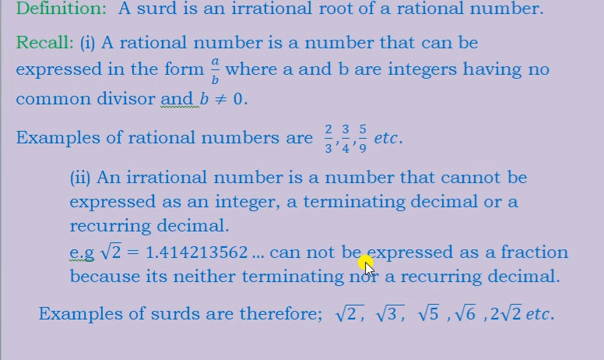 Definition: A surd is an irrational root of a rational number.
Recall: (i) A rational number is a number that can be
expressed in the form a/b where a and b are integers having no
common divisor and b ≠ 0.
Examples of rational numbers are 2/3, 3/4, 5/9 etc.
(ii) An irrational number is a number that cannot be
expressed as an integer, a terminating decimal or a
recurring decimal.
e.g √2 = 1.414213562 ... can not be expressed as a fraction
because its neither terminating nor a recurring decimal.
Examples of surds are therefore; √2, √3, √5 ,√6 ,2√2 etc.